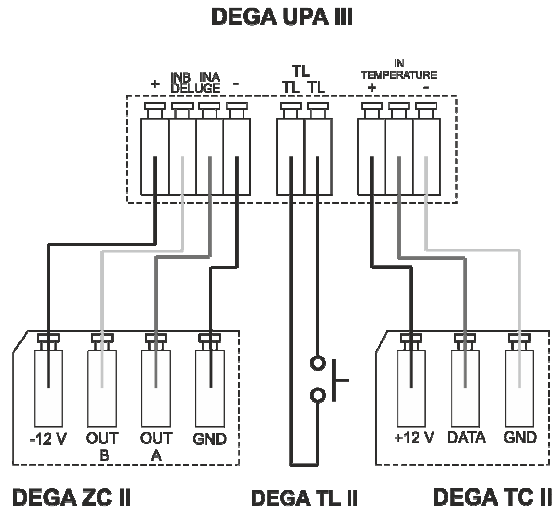 DEGA UPA III
TL
IN
+ INB INA -
DELUGE
TL TL
TEMPERATURE
+ -
-12 V OUT B OUT A GND
+12 V DATA GND
DEGA ZC II
DEGA TL II
DEGA TC II